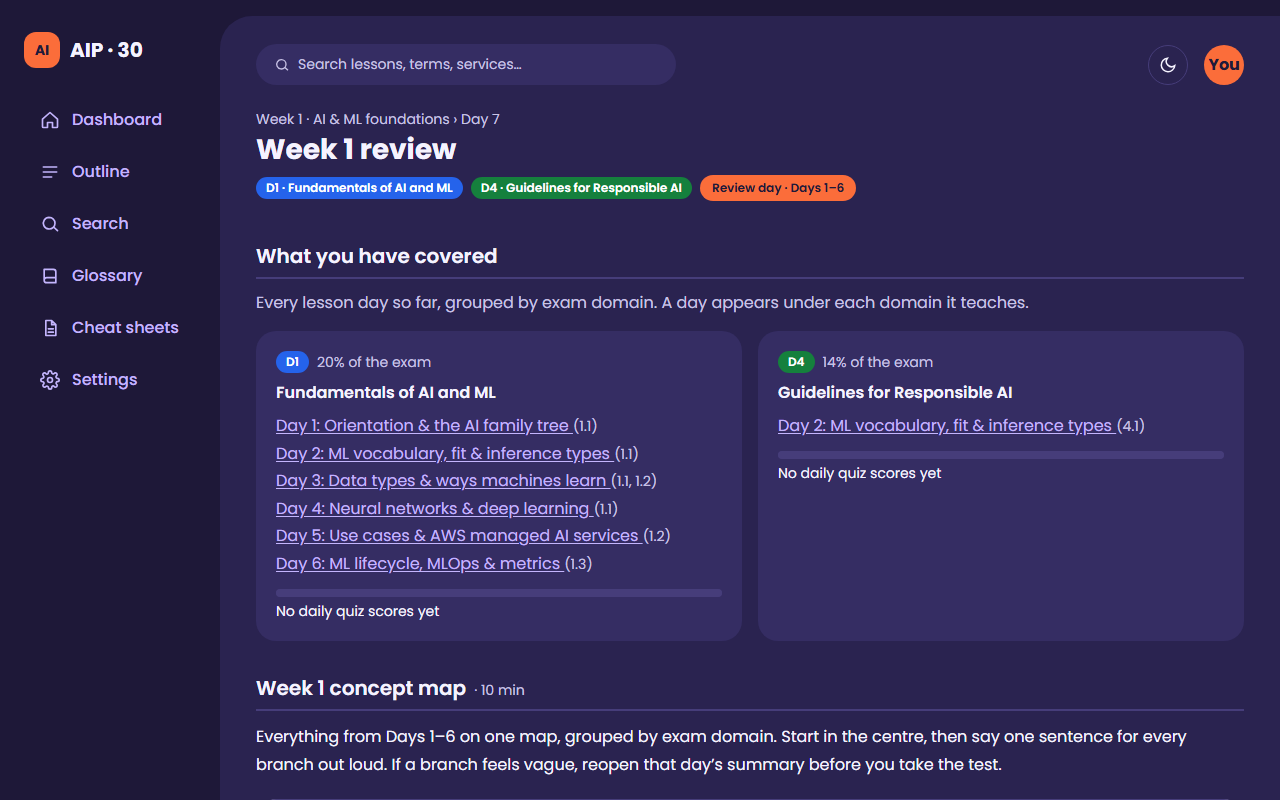 AI
AIP · 30
Dashboard
Outline
Search
Glossary
Cheat sheets
Settings
Search lessons, terms, services…
You
Week 1 · AI & ML foundations › Day 7
Week 1 review
D1 · Fundamentals of AI and ML
D4 · Guidelines for Responsible AI
Review day · Days 1–6
What you have covered
Every lesson day so far, grouped by exam domain. A day appears under each domain it teaches.
D1 20% of the exam
Fundamentals of AI and ML
Day 1: Orientation & the AI family tree (1.1)
Day 2: ML vocabulary, fit & inference types (1.1)
Day 3: Data types & ways machines learn (1.1, 1.2)
Day 4: Neural networks & deep learning (1.1)
Day 5: Use cases & AWS managed AI services (1.2)
Day 6: ML lifecycle, MLOps & metrics (1.3)
No daily quiz scores yet
D4 14% of the exam
Guidelines for Responsible AI
Day 2: ML vocabulary, fit & inference types (4.1)
No daily quiz scores yet
Week 1 concept map · 10 min
Everything from Days 1–6 on one map, grouped by exam domain. Start in the centre, then say one sentence for every
branch out loud. If a branch feels vague, reopen that day’s summary before you take the test.